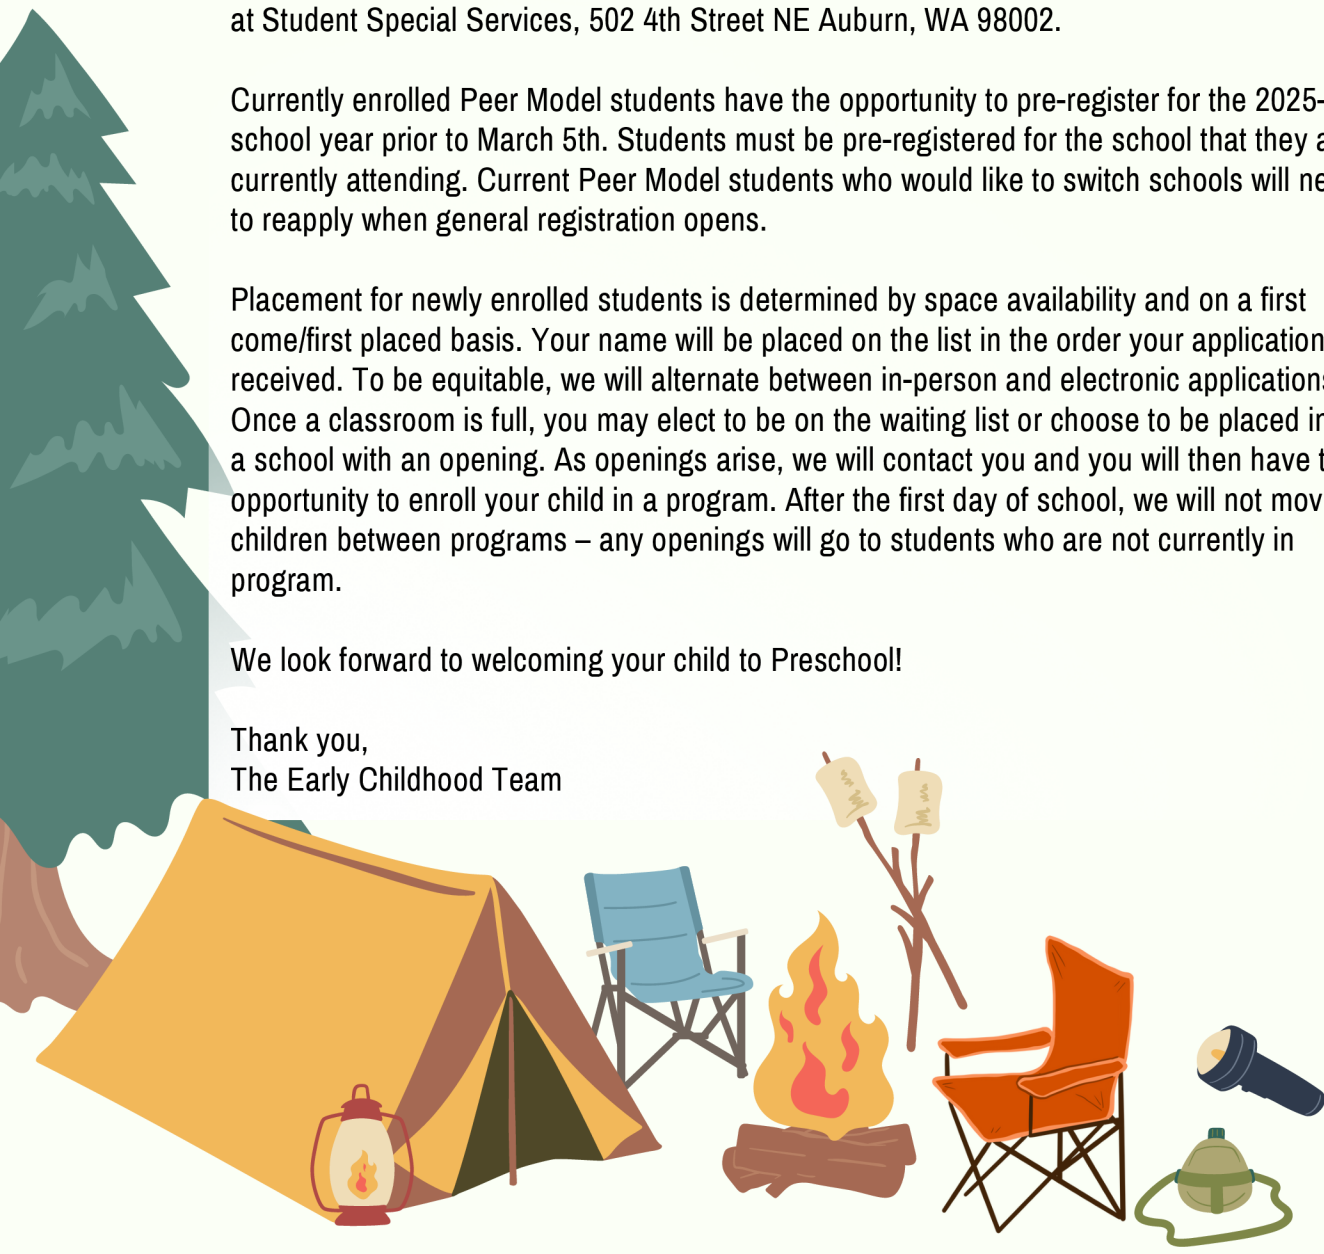 at Student Special Services, 502 4th Street NE Auburn, WA 98002.
Currently enrolled Peer Model students have the opportunity to pre-register for the 2025-
school year prior to March 5th. Students must be pre-registered for the school that they
currently attending. Current Peer Model students who would like to switch schools will
to reapply when general registration opens.
Placement for newly enrolled students is determined by space availability and on a first
come/first placed basis. Your name will be placed on the list in the order your application
received. To be equitable, we will alternate between in-person and electronic applications
Once a classroom is full, you may elect to be on the waiting list or choose to be placed in
a school with an opening. As openings arise, we will contact you and you will then have
opportunity to enroll your child in a program. After the first day of school, we will not
children between programs – any openings will go to students who are not currently in
program.
We look forward to welcoming your child to Preschool!
Thank you,
The Early Childhood Team